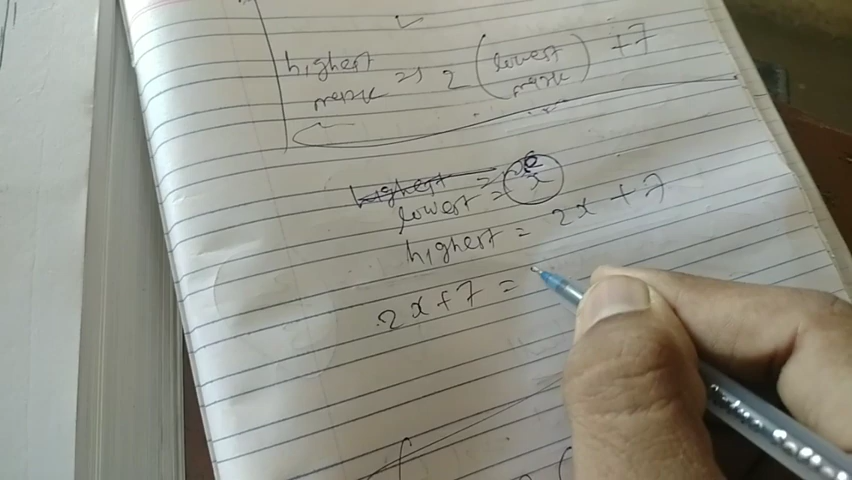 highest
mark = 2 (lowest mark) + 7
highest =
lowest = x
highest = 2x + 7
2x + 7 =